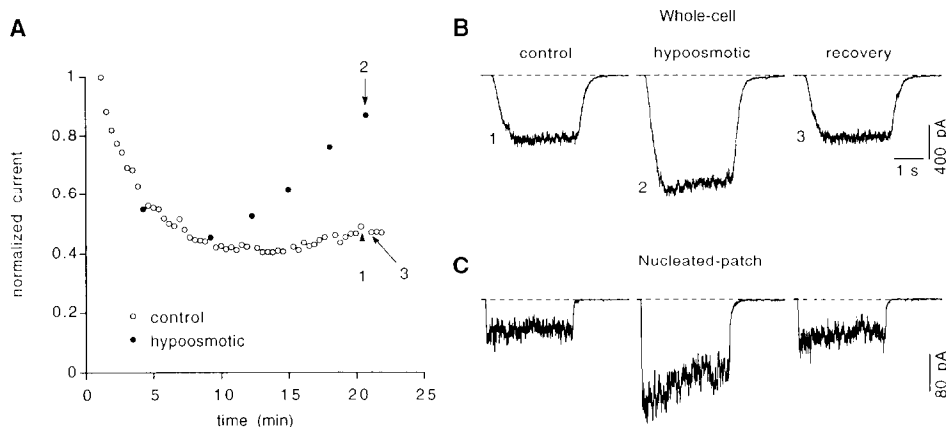 A
normalized current
1
0.8
0.6
0.4
0.2
0
0
5
10
15
20
25
time (min)
control
hypoosmotic
2
1
3
B
Whole-cell
control
hypoosmotic
recovery
1
2
3
1 s
400 pA
C
Nucleated-patch
80 pA